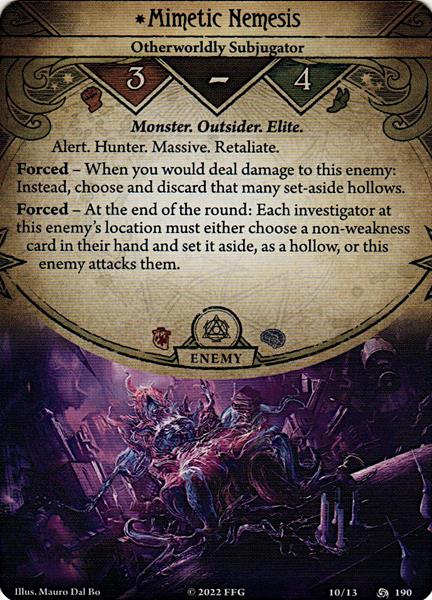 *Mimetic Nemesis
Otherworldly Subjugator
3 - 4
Monster. Outsider. Elite.
Alert. Hunter. Massive. Retaliate.
Forced – When you would deal damage to this enemy:
Instead, choose and discard that many set-aside hollows.
Forced – At the end of the round: Each investigator at
this enemy's location must either choose a non-weakness
card in their hand and set it aside, as a hollow, or this
enemy attacks them.
ENEMY
Illus. Mauro Dal Bo © 2022 FFG 10/13 190